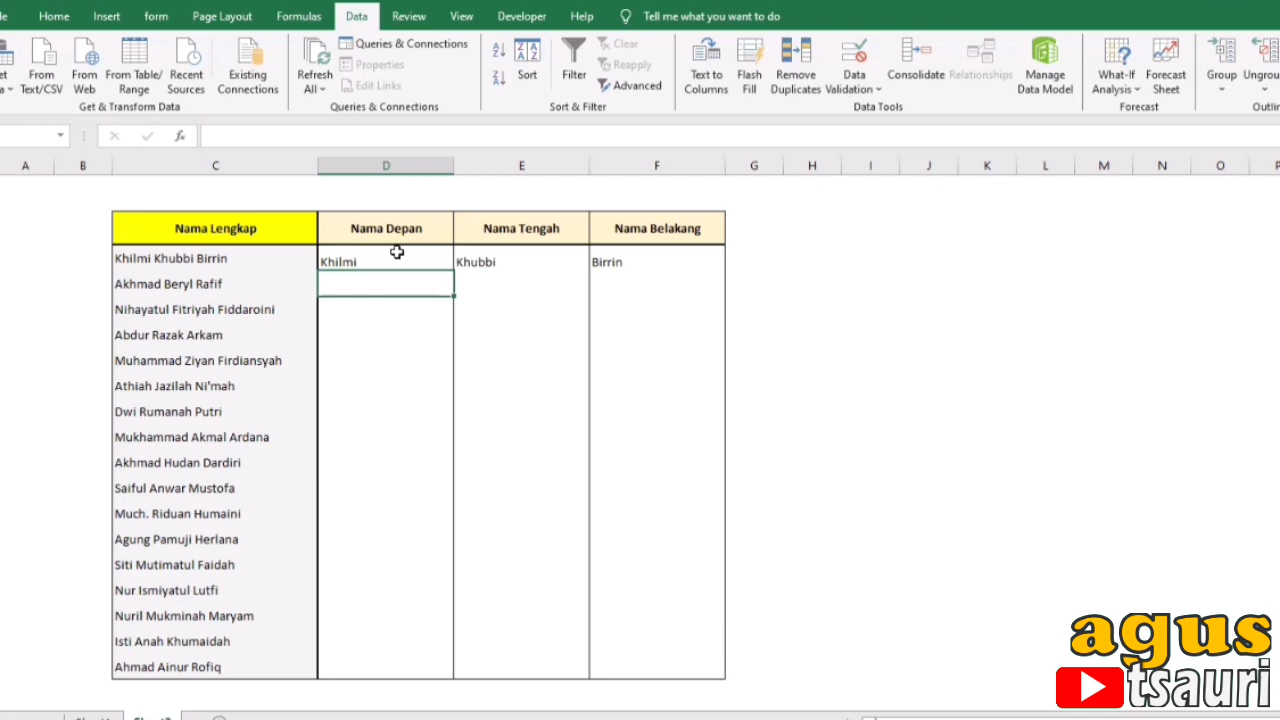 Home Insert form Page Layout Formulas Data Review View Developer Help Tell me what you want to do
From Text/CSV
From Web
From Table/ Range
Recent Sources
Existing Connections
Get & Transform Data
Refresh All
Queries & Connections
Properties
Edit Links
Queries & Connections
Sort
Filter
Clear
Reapply
Advanced
Sort & Filter
Text to Columns
Flash Fill
Remove Duplicates
Data Validation
Consolidate
Relationships
Manage Data Model
Data Tools
What-If Analysis
Forecast Sheet
Forecast
Group
fx
A B C D E F G H I J K L M N O
Nama Lengkap Nama Depan Nama Tengah Nama Belakang
Khilmi Khubbi Birrin Khilmi Khubbi Birrin
Akhmad Beryl Rafif
Nihayatul Fitriyah Fiddaroini
Abdur Razak Arkam
Muhammad Ziyan Firdiansyah
Athiah Jazilah Ni'mah
Dwi Rumanah Putri
Mukhammad Akmal Ardana
Akhmad Hudan Dardiri
Saiful Anwar Mustofa
Much. Riduan Humaini
Agung Pamuji Herlana
Siti Mutimatul Faidah
Nur Ismiyatul Lutfi
Nuril Mukminah Maryam
Isti Anah Khumaidah
Ahmad Ainur Rofiq
agus
tsauri